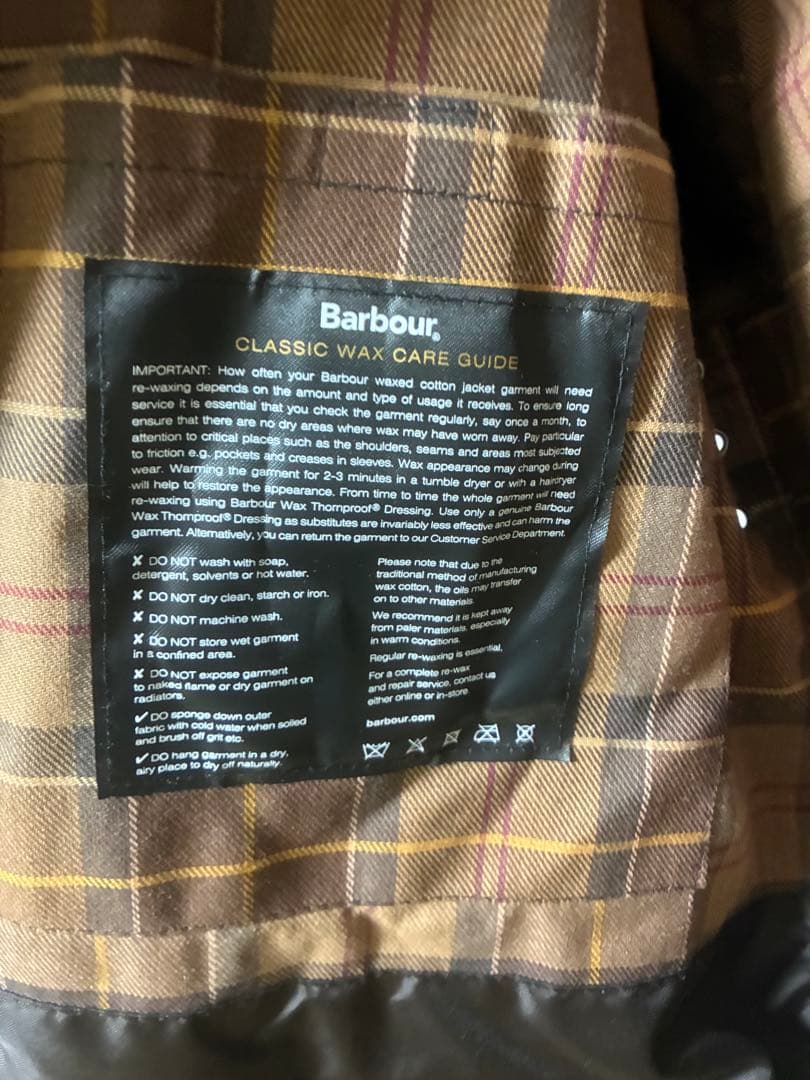 Barbour®
CLASSIC WAX CARE GUIDE
IMPORTANT: How often your Barbour waxed cotton jacket garment will need
re-waxing depends on the amount and type of usage it receives. To ensure long
service it is essential that you check the garment regularly, say once a month, to
ensure that there are no dry areas where wax may have worn away. Pay particular
attention to critical places such as the shoulders, seams and areas most subjected
to friction e.g. pockets and creases in sleeves. Wax appearance may change during
wear. Warming the garment for 2-3 minutes in a tumble dryer or with a hairdryer
will help to restore the appearance. From time to time the whole garment will need
re-waxing using Barbour Wax Thornproof® Dressing. Use only a genuine Barbour
Wax Thornproof® Dressing as substitutes are invariably less effective and can harm the
garment. Alternatively, you can return the garment to our Customer Service Department.
✘ DO NOT wash with soap,
detergent, solvents or hot water.
✘ DO NOT dry clean, starch or iron.
✘ DO NOT machine wash.
✘ DO NOT store wet garment
in a confined area.
✘ DO NOT expose garment
to naked flame or dry garment on
radiators.
✔ DO sponge down outer
fabric with cold water when soiled
and brush off grit etc.
✔ DO hang garment in a dry,
airy place to dry off naturally.
Please note that due to the
traditional method of manufacturing
wax cotton, the oils may transfer
on to other materials.
We recommend it is kept away
from paler materials, especially
in warm conditions.
Regular re-waxing is essential.
For a complete re-wax
and repair service, contact us
either online or in-store
barbour.com